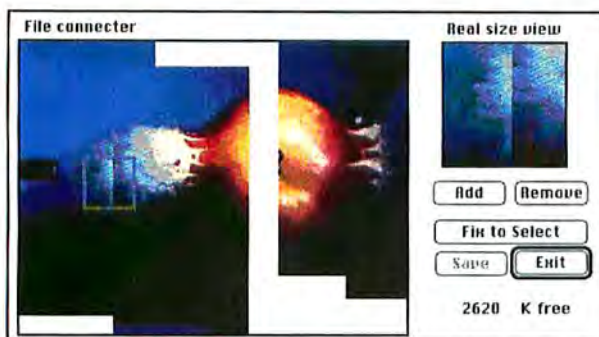 File connecter
Real size view
Add
Remove
Fix to Select
Save
Exit
2620 K free